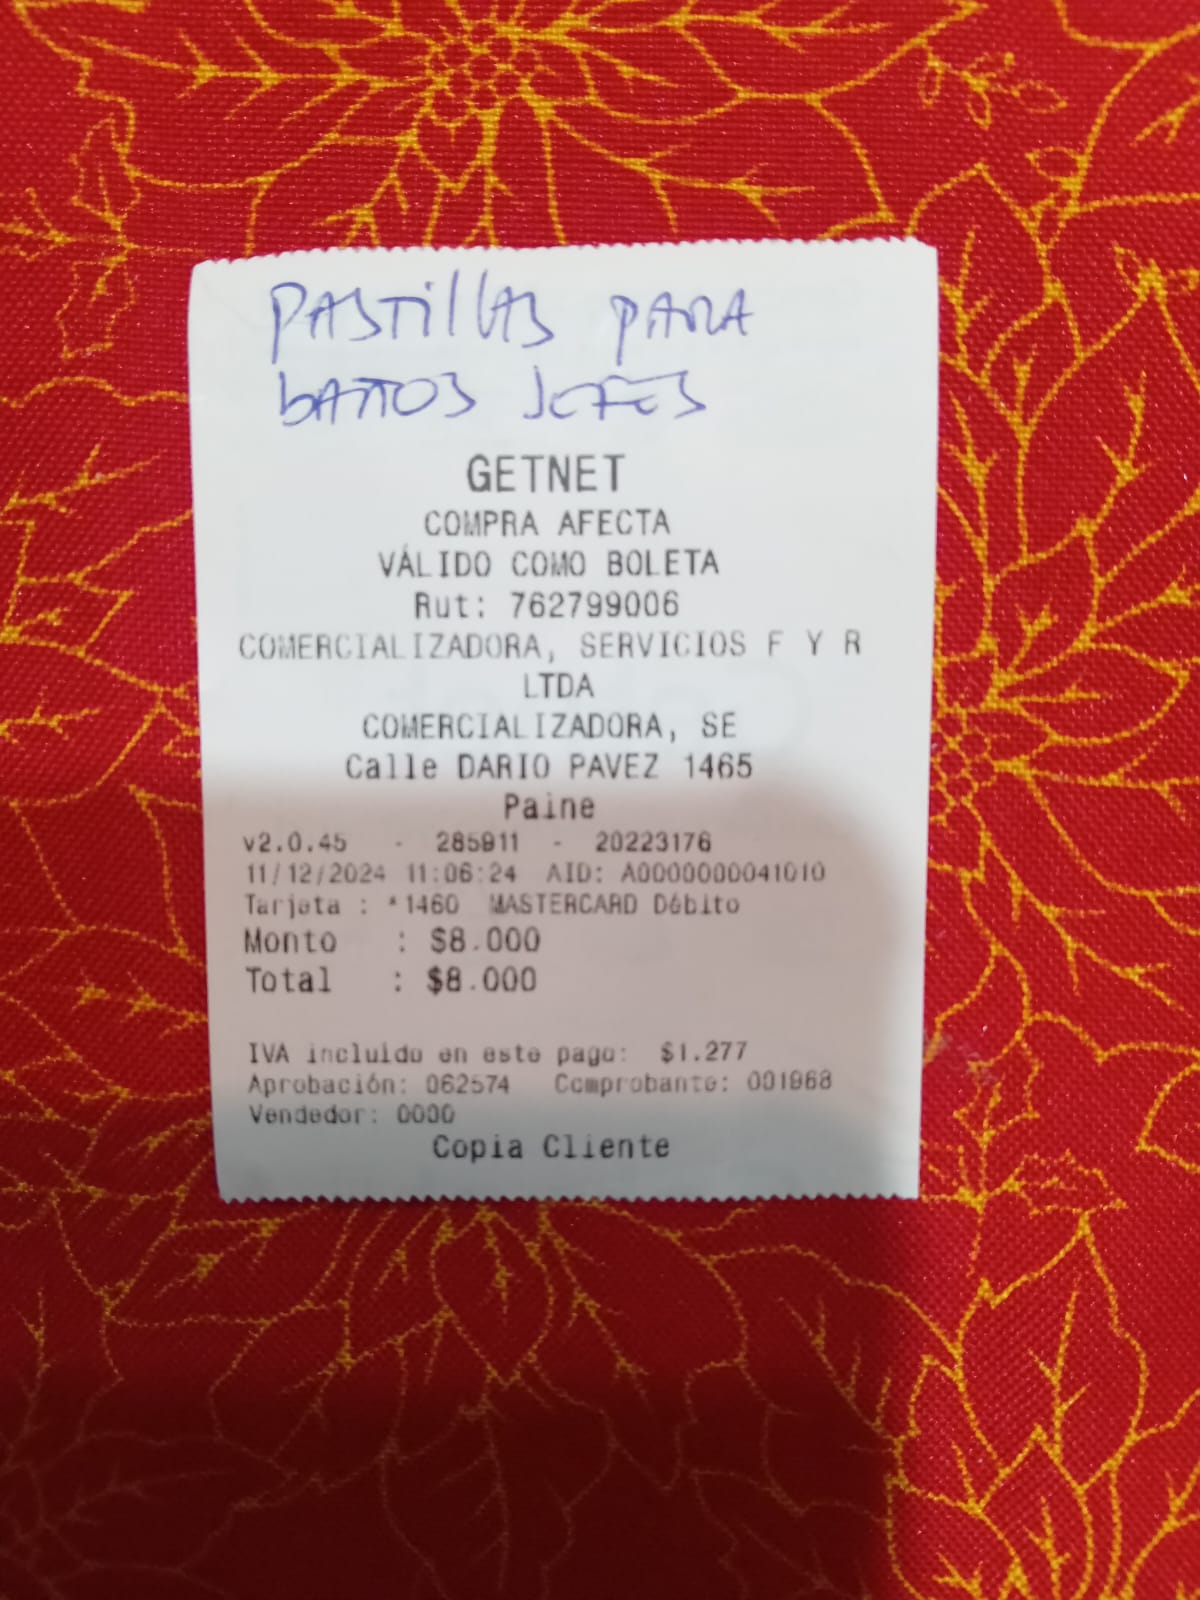 PASTILLAS PARA
BAÑOS JEFES
GETNET
COMPRA AFECTA
VÁLIDO COMO BOLETA
Rut: 762799006
COMERCIALIZADORA, SERVICIOS F Y R
LTDA
COMERCIALIZADORA, SE
Calle DARIO PAVEZ 1465
Paine
v2.0.45 - 285911 - 20223176
11/12/2024 11:06:24 AID: A0000000041010
Tarjeta : *1460 MASTERCARD Débito
Monto : $8.000
Total : $8.000
IVA incluido en este pago: $1.277
Aprobación: 062574 Comprobante: 001968
Vendedor: 0000
Copia Cliente